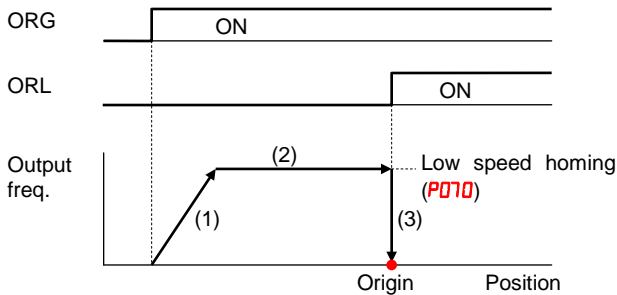 ORG
ON
ORL
ON
Output
freq.
(1)
(2)
(3)
Low speed homing
(P070)
Origin
Position